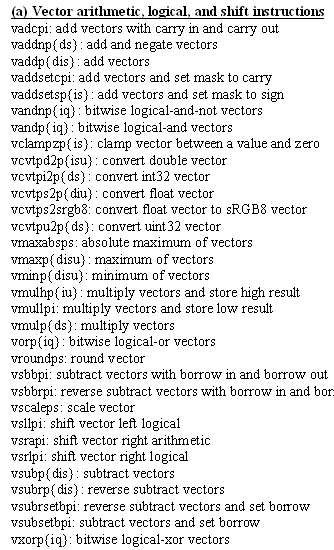 (a) Vector arithmetic, logical, and shift instructions
vadcpi: add vectors with carry in and carry out
vaddnp{ds}: add and negate vectors
vaddp{ds}: add vectors
vaddsetcpi: add vectors and set mask to carry
vaddsetsp{is}: add vectors and set mask to sign
vandnp{iq}: bitwise logical-and-not vectors
vandp{iq}: bitwise logical-and vectors
vclampzp{is}: clamp vector between a value and zero
vcvtpd2p{isu}: convert double vector
vcvtpi2p{ds}: convert int32 vector
vcvtps2p{diu}: convert float vector
vcvtps2srgb8: convert float vector to sRGB8 vector
vcvtpu2p{ds}: convert uint32 vector
vmaxabsps: absolute maximum of vectors
vmaxp{disu}: maximum of vectors
vminp{disu}: minimum of vectors
vmulhp{iu}: multiply vectors and store high result
vmullpi: multiply vectors and store low result
vmulp{ds}: multiply vectors
vorp{iq}: bitwise logical-or vectors
vroundps: round vector
vsbbpi: subtract vectors with borrow in and borrow out
vsbbrpi: reverse subtract vectors with borrow in and bor
vscaleps: scale vector
vsllpi: shift vector left logical
vsrapi: shift vector right arithmetic
vsrlpi: shift vector right logical
vsubp{dis}: subtract vectors
vsubrp{dis}: reverse subtract vectors
vsubrsetbpi: reverse subtract vectors and set borrow
vsubsetbpi: subtract vectors and set borrow
vxorp{iq}: bitwise logical-xor vectors